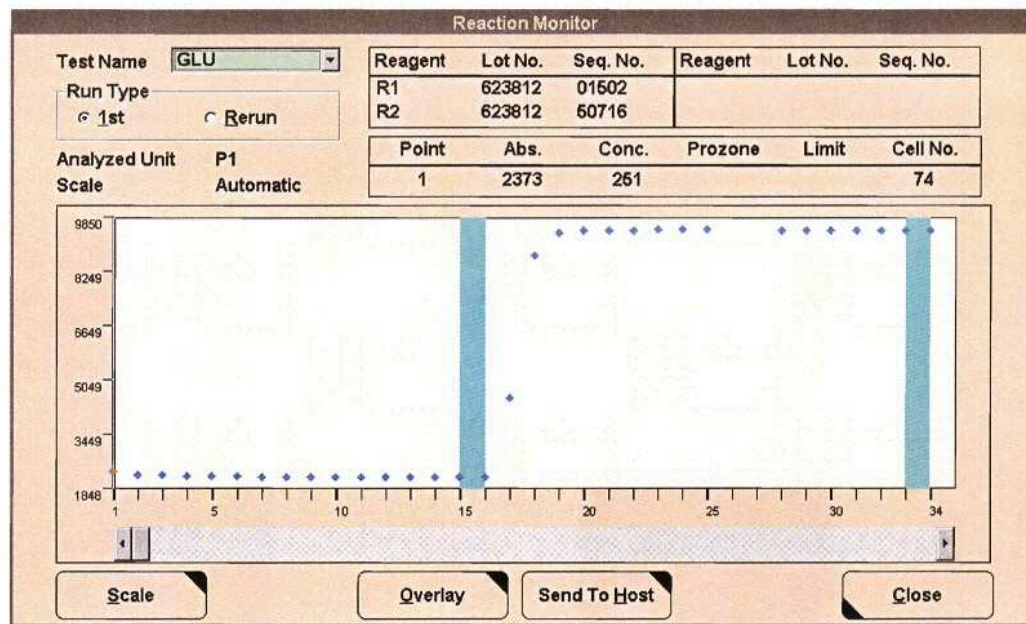 Reaction Monitor
Test Name GLU
Run Type
1st Rerun
Analyzed Unit P1
Scale Automatic
Reagent Lot No. Seq. No. Reagent Lot No. Seq. No.
R1 623812 01502
R2 623812 50716
Point Abs. Conc. Prozone Limit Cell No.
1 2373 251 74
9850
8249
6649
5049
3449
1848
1 5 10 15 20 25 30 34
Scale Overlay Send To Host Close